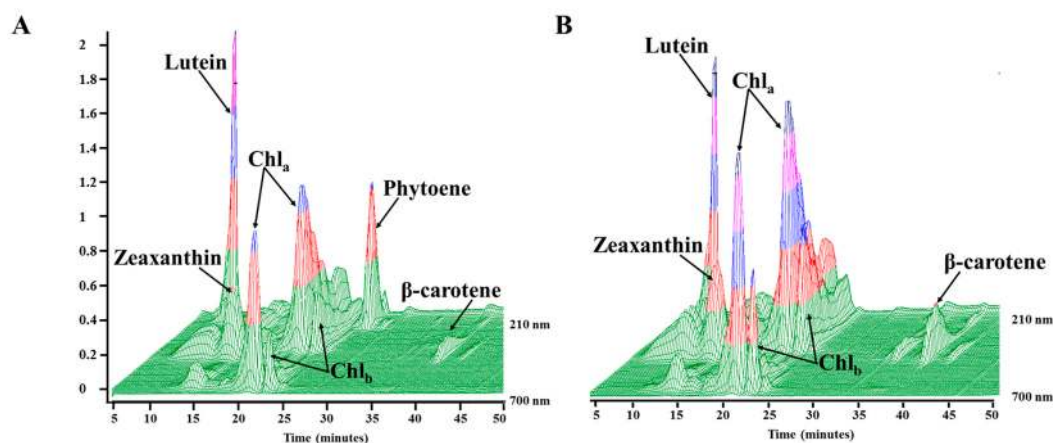 A
2
1.8
1.6
1.4
1.2
1
0.8
0.6
0.4
0.2
0
Lutein
Chlₐ
Phytoene
Zeaxanthin
β-carotene
Chl_b
210 nm
700 nm
5 10 15 20 25 30 35 40 45 50
Time (minutes)
B
Lutein
Chlₐ
Zeaxanthin
β-carotene
Chl_b
210 nm
700 nm
5 10 15 20 25 30 35 40 45 50
Time (minutes)